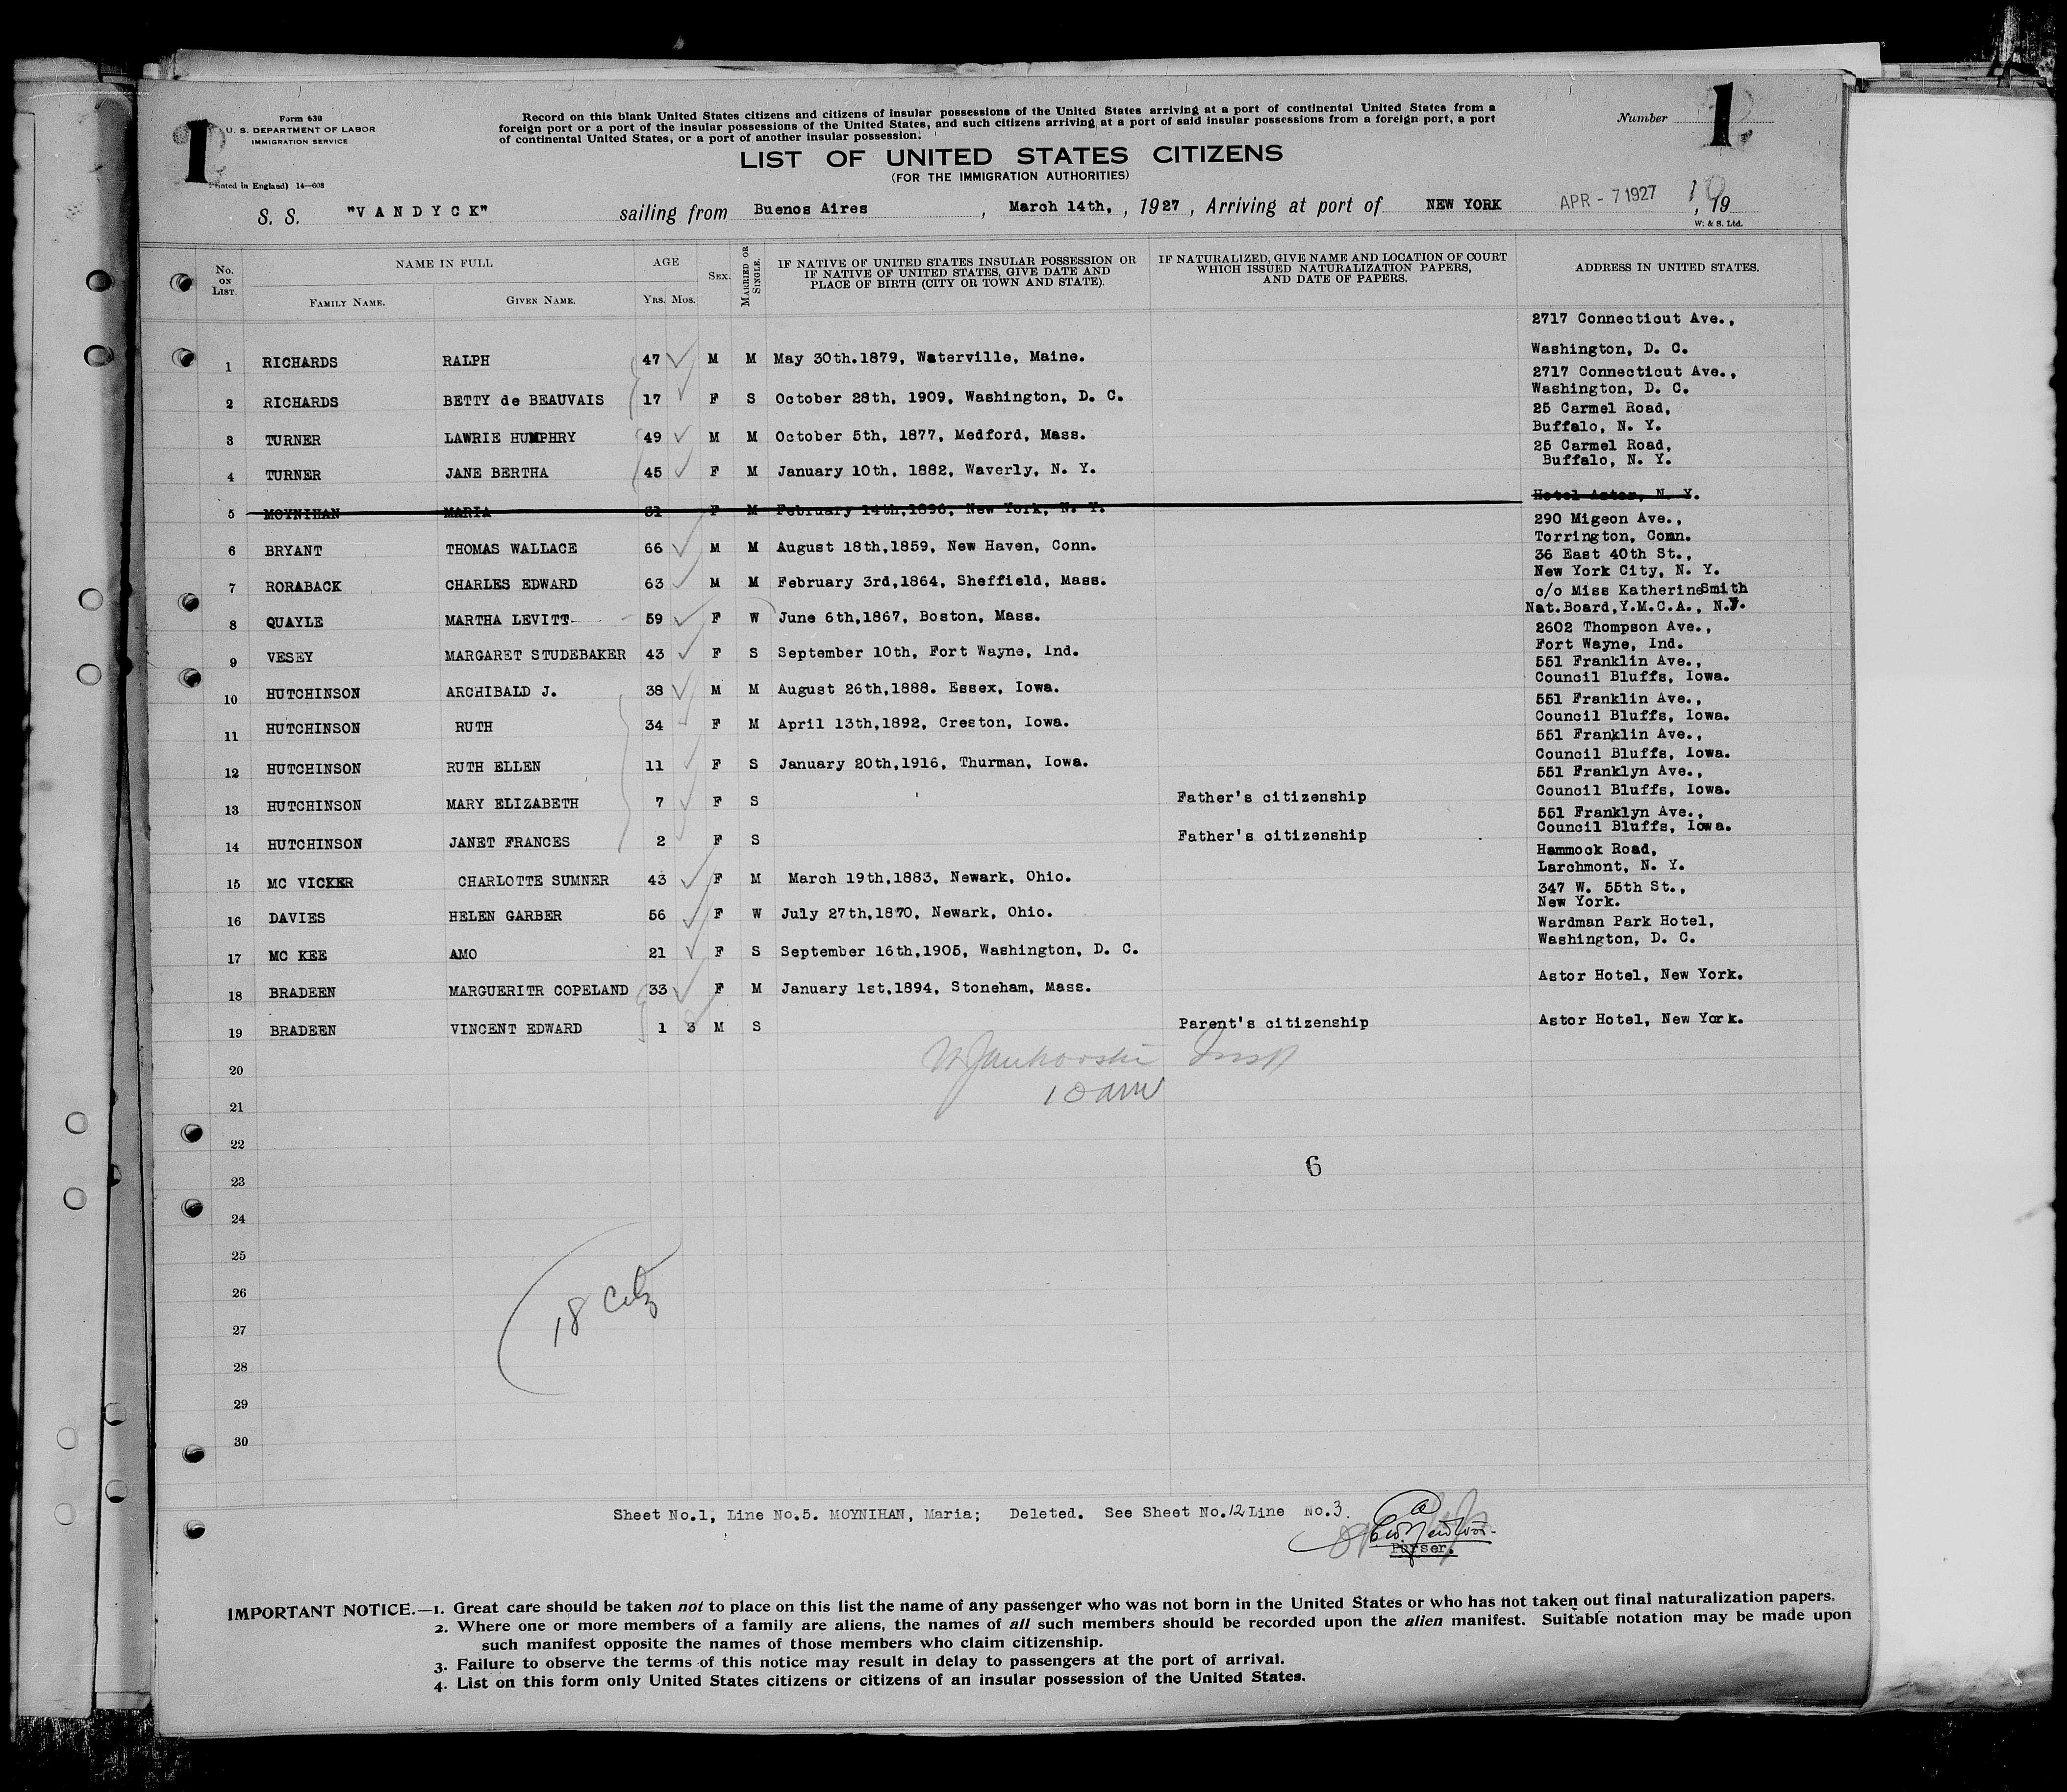 Form 630
U. S. DEPARTMENT OF LABOR
IMMIGRATION SERVICE
1
Record on this blank United States citizens and citizens of insular possessions of the United States arriving at a port of continental United States from a
foreign port or a port of the insular possessions of the United States, and such citizens arriving at a port of said insular possessions from a foreign port, a port
of continental United States, or a port of another insular possession.
Number 1
LIST OF UNITED STATES CITIZENS
(FOR THE IMMIGRATION AUTHORITIES)
Printed in England) 14—608
S. S. "VANDYCK" sailing from Buenos Aires , March 14th, , 1927 , Arriving at port of NEW YORK APR - 7 1927 , 19
W. & S. Ltd.
No. ON LIST. NAME IN FULL AGE SEX. MARRIED OR SINGLE. IF NATIVE OF UNITED STATES INSULAR POSSESSION OR IF NATIVE OF UNITED STATES, GIVE DATE AND PLACE OF BIRTH (CITY OR TOWN AND STATE). IF NATURALIZED, GIVE NAME AND LOCATION OF COURT WHICH ISSUED NATURALIZATION PAPERS, AND DATE OF PAPERS. ADDRESS IN UNITED STATES.
FAMILY NAME. GIVEN NAME. YRS. MOS.
1 RICHARDS RALPH 47 M M May 30th.1879, Waterville, Maine. 2717 Connecticut Ave., Washington, D. C.
2 RICHARDS BETTY de BEAUVAIS 17 F S October 28th, 1909, Washington, D. C. 2717 Connecticut Ave., Washington, D. C.
3 TURNER LAWRIE HUMPHRY 49 M M October 5th, 1877, Medford, Mass. 25 Carmel Road, Buffalo, N. Y.
4 TURNER JANE BERTHA 45 F M January 10th, 1882, Waverly, N. Y. 25 Carmel Road, Buffalo, N. Y.
5 MOYNIHAN MARIA 31 F M February 14th,1896, New York, N. Y. Hotel Astor, N. Y.
6 BRYANT THOMAS WALLACE 66 M M August 18th,1859, New Haven, Conn. 290 Migeon Ave., Torrington, Conn.
7 RORABACK CHARLES EDWARD 63 M M February 3rd,1864, Sheffield, Mass. 36 East 40th St., New York City, N. Y.
8 QUAYLE MARTHA LEVITT 59 F W June 6th,1867, Boston, Mass. c/o Miss Katherine Smith Nat.Board,Y.M.C.A., N.Y.
9 VESEY MARGARET STUDEBAKER 43 F S September 10th, Fort Wayne, Ind. 2602 Thompson Ave., Fort Wayne, Ind.
10 HUTCHINSON ARCHIBALD J. 38 M M August 26th,1888. Essex, Iowa. 551 Franklin Ave., Council Bluffs, Iowa.
11 HUTCHINSON RUTH 34 F M April 13th,1892, Creston, Iowa. 551 Franklin Ave., Council Bluffs, Iowa.
12 HUTCHINSON RUTH ELLEN 11 F S January 20th,1916, Thurman, Iowa. 551 Franklin Ave., Council Bluffs, Iowa.
13 HUTCHINSON MARY ELIZABETH 7 F S Father's citizenship 551 Franklyn Ave., Council Bluffs, Iowa.
14 HUTCHINSON JANET FRANCES 2 F S Father's citizenship 551 Franklyn Ave., Council Bluffs, Iowa.
15 MC VICKER CHARLOTTE SUMNER 43 F M March 19th,1883, Newark, Ohio. Hammock Road, Larchmont, N. Y.
16 DAVIES HELEN GARBER 56 F W July 27th,1870, Newark, Ohio. 347 W. 55th St., New York.
17 MC KEE AMO 21 F S September 16th,1905, Washington, D. C. Wardman Park Hotel, Washington, D. C.
18 BRADEEN MARGUERITR COPELAND 33 F M January 1st,1894, Stoneham, Mass. Astor Hotel, New York.
19 BRADEEN VINCENT EDWARD 1 3 M S Parent's citizenship Astor Hotel, New York.
20
Insp
10 am
21
22
23
6
24
25
26
18 Citz
27
28
29
30
Sheet No.1, Line No.5. MOYNIHAN, Maria; Deleted. See Sheet No.12 Line No.3.
Purser.
IMPORTANT NOTICE.—1. Great care should be taken not to place on this list the name of any passenger who was not born in the United States or who has not taken out final naturalization papers.
2. Where one or more members of a family are aliens, the names of all such members should be recorded upon the alien manifest. Suitable notation may be made upon
such manifest opposite the names of those members who claim citizenship.
3. Failure to observe the terms of this notice may result in delay to passengers at the port of arrival.
4. List on this form only United States citizens or citizens of an insular possession of the United States.